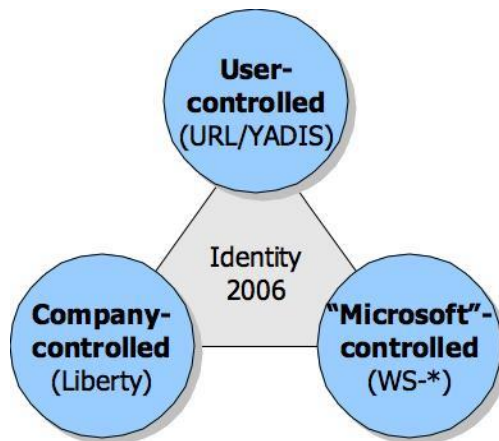 User-
controlled
(URL/YADIS)
Identity
2006
Company-
controlled
(Liberty)
“Microsoft”-
controlled
(WS-*)